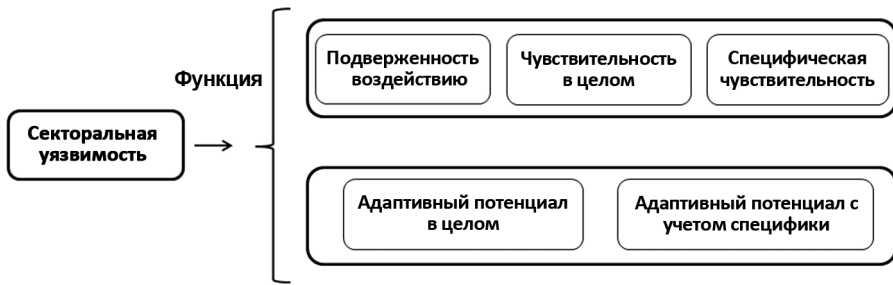 Функция
Секторальная
уязвимость
Подверженность
воздействию
Чувствительность
в целом
Специфическая
чувствительность
Адаптивный потенциал
в целом
Адаптивный потенциал с
учетом специфики